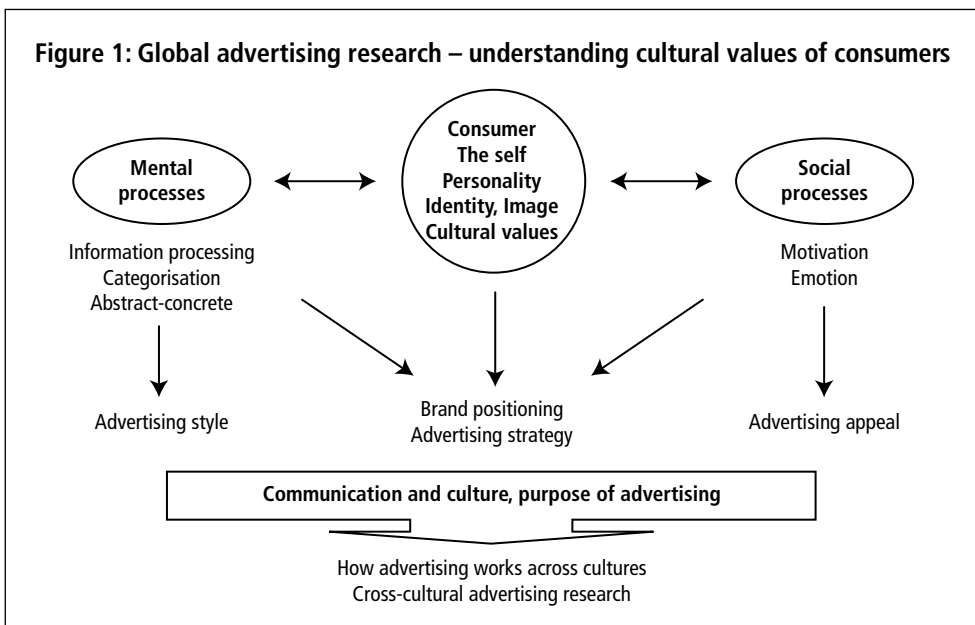 Figure 1: Global advertising research – understanding cultural values of consumers
Mental
processes
Consumer
The self
Personality
Identity, Image
Cultural values
Social
processes
Information processing
Categorisation
Abstract-concrete
Motivation
Emotion
Advertising style
Brand positioning
Advertising strategy
Advertising appeal
Communication and culture, purpose of advertising
How advertising works across cultures
Cross-cultural advertising research